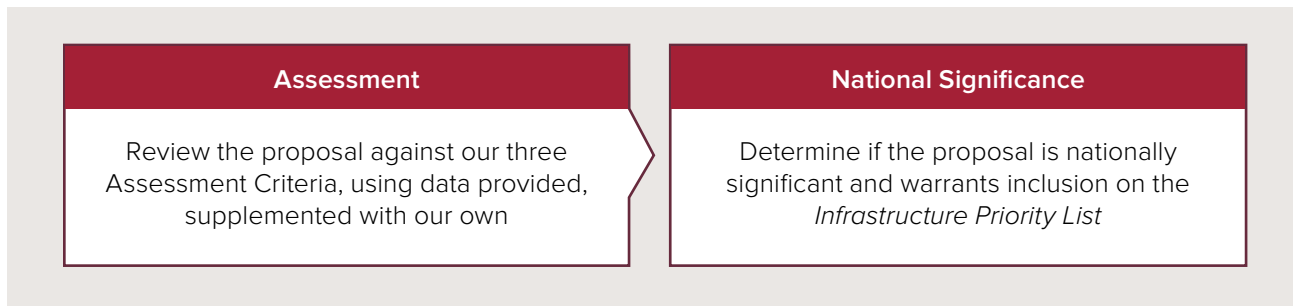 Assessment
Review the proposal against our three
Assessment Criteria, using data provided,
supplemented with our own
National Significance
Determine if the proposal is nationally
significant and warrants inclusion on the
Infrastructure Priority List